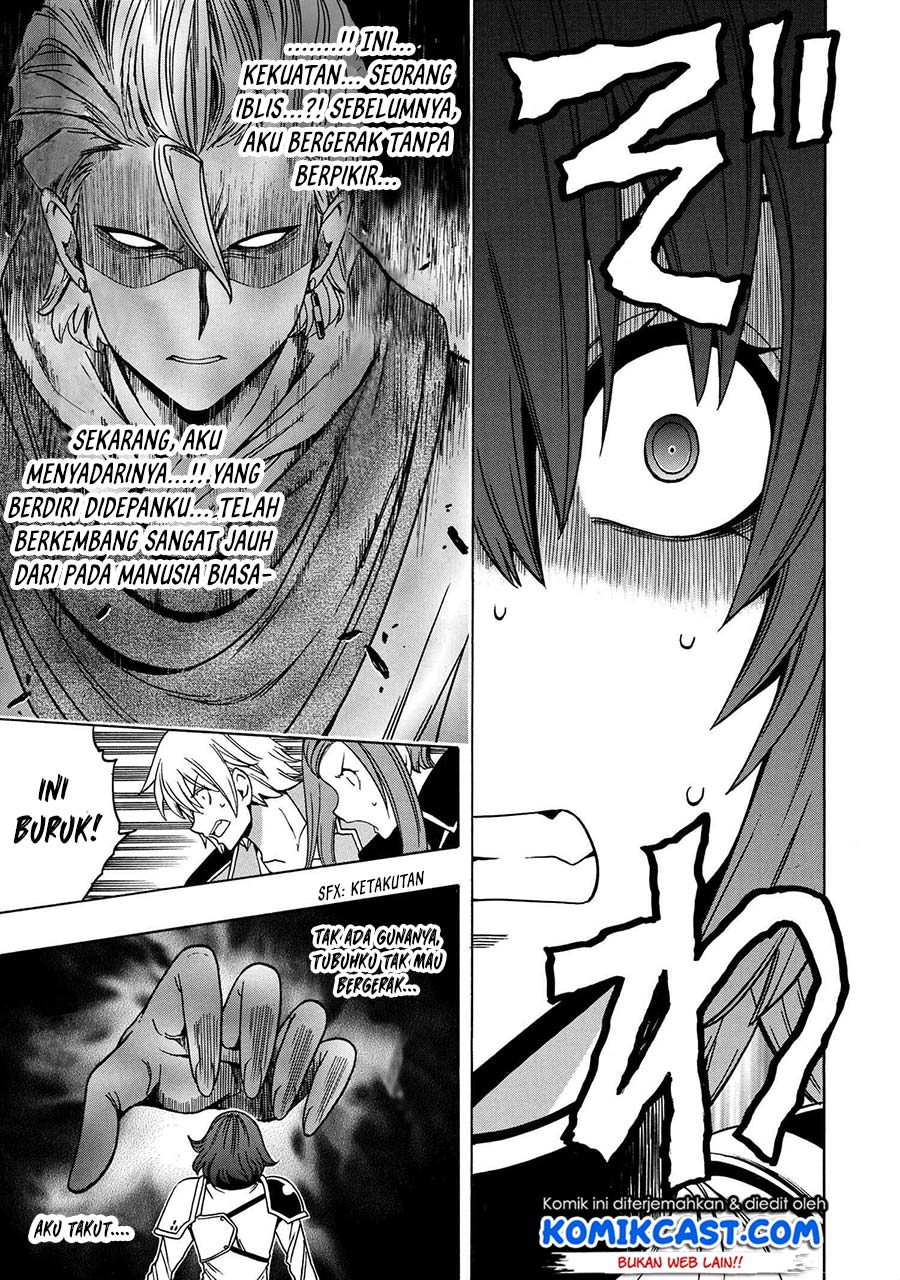 ぞ
わ
.......!! INI...
KEKUATAN... SEORANG
IBLIS...?! SEBELUMNYA,
AKU BERGERAK TANPA
BERPIKIR...
SEKARANG, AKU
MENYADARINYA...!! YANG
BERDIRI DIDEPANKU... TELAH
BERKEMBANG SANGAT JAUH
DARI PADA MANUSIA BIASA-
INI
BURUK!
SFX: KETAKUTAN
TAK ADA GUNANYA,
TUBUHKU TAK MAU
BERGERAK...
AKU TAKUT....
Komik ini diterjemahkan & diedit oleh
KOMIKCAST.COM
BUKAN WEB LAIN!!